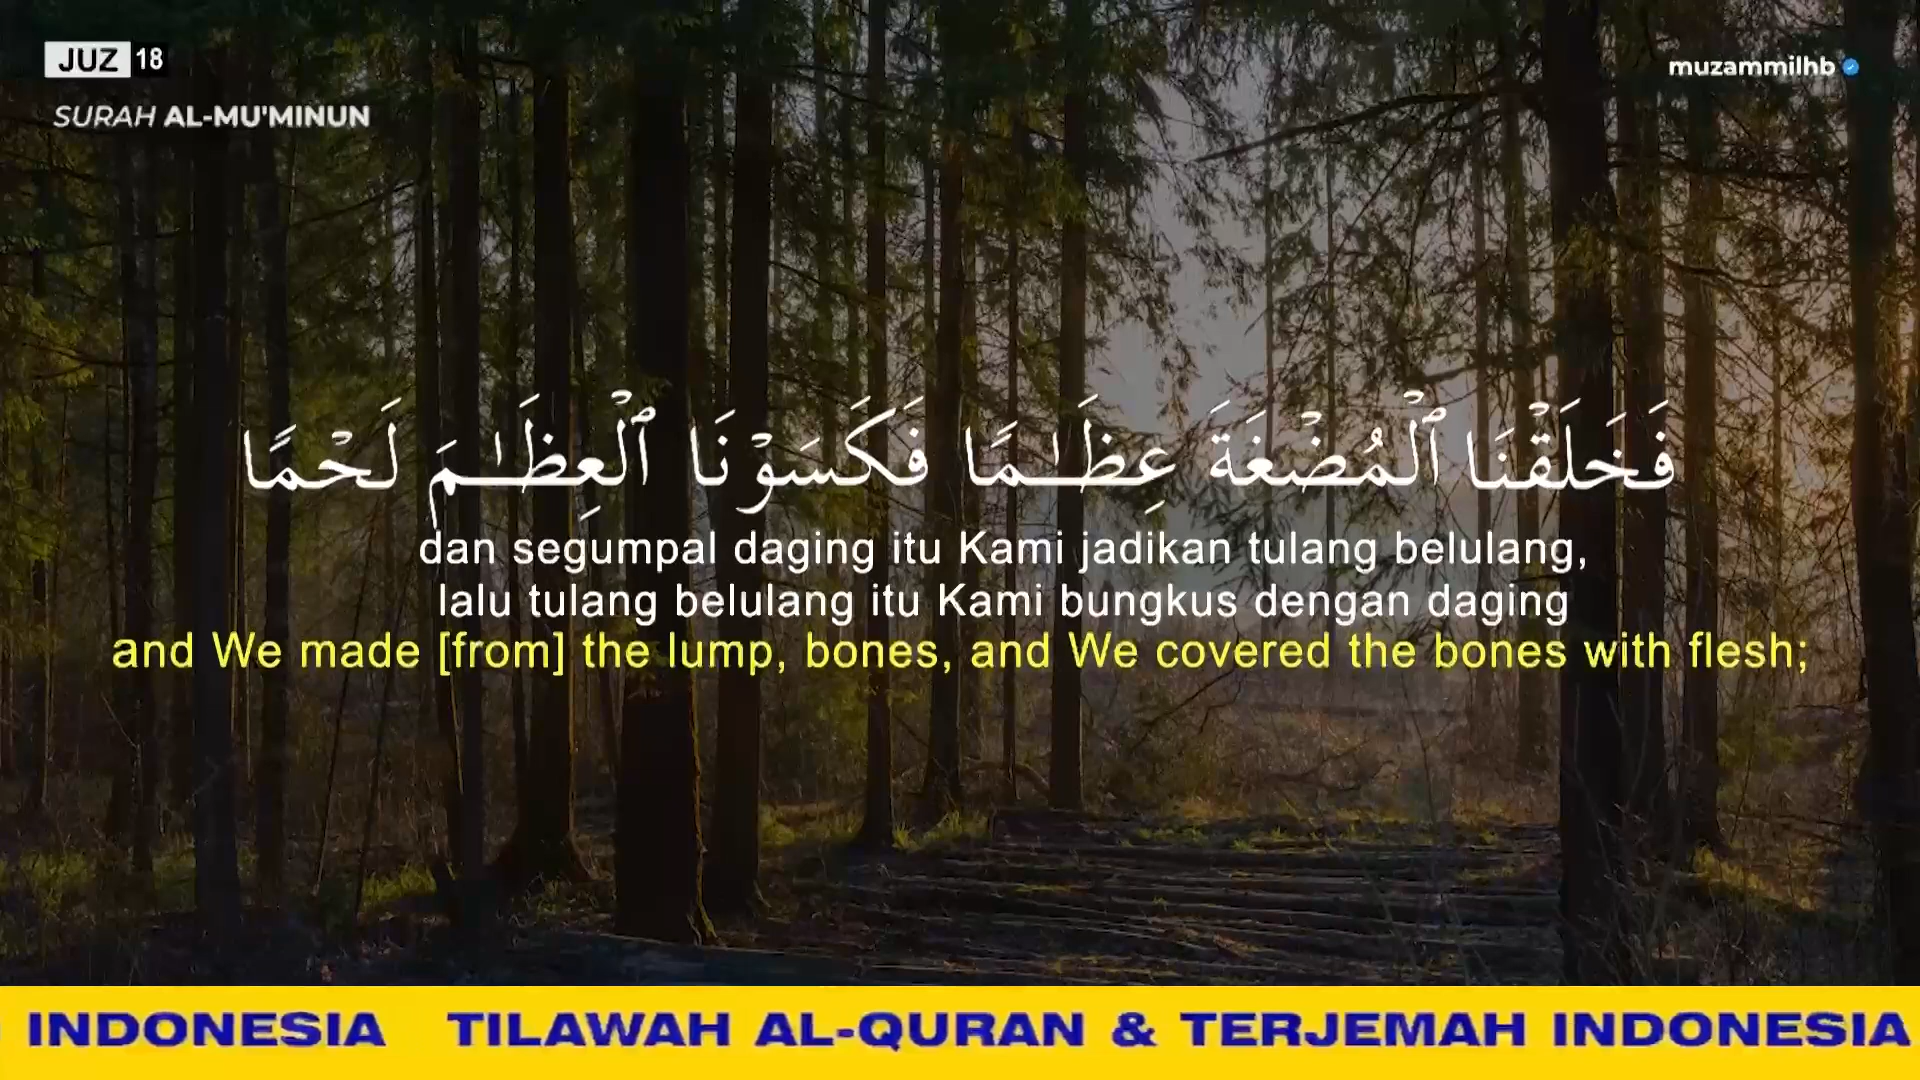 JUZ 18
muzammilhb
SURAH AL-MU'MINUN
فَخَلَقْنَا ٱلْمُضْغَةَ عِظَـٰمًا فَكَسَوْنَا ٱلْعِظَـٰمَ لَحْمًا
dan segumpal daging itu Kami jadikan tulang belulang,
lalu tulang belulang itu Kami bungkus dengan daging
and We made [from] the lump, bones, and We covered the bones with flesh;
INDONESIA TILAWAH AL-QURAN & TERJEMAH INDONESIA